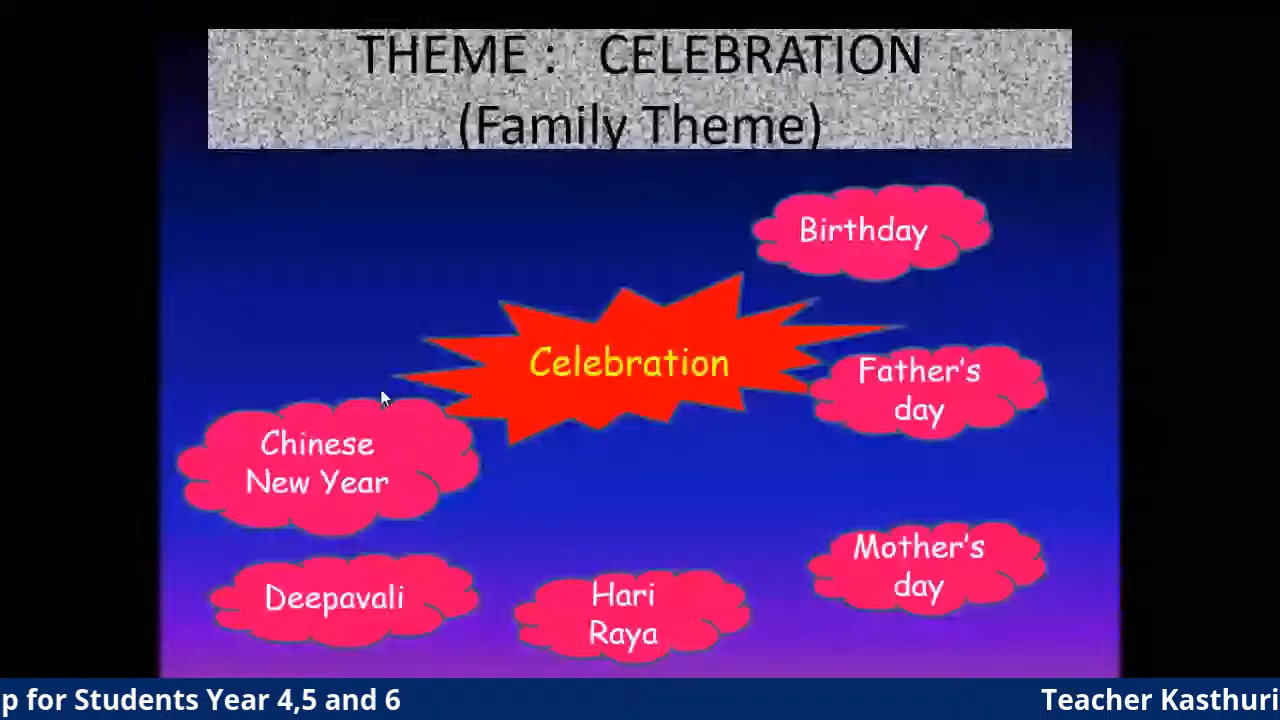 THEME : CELEBRATION
(Family Theme)
Birthday
Celebration
Father's
day
Chinese
New Year
Mother's
day
Deepavali
Hari
Raya
p for Students Year 4,5 and 6
Teacher Kasthuri